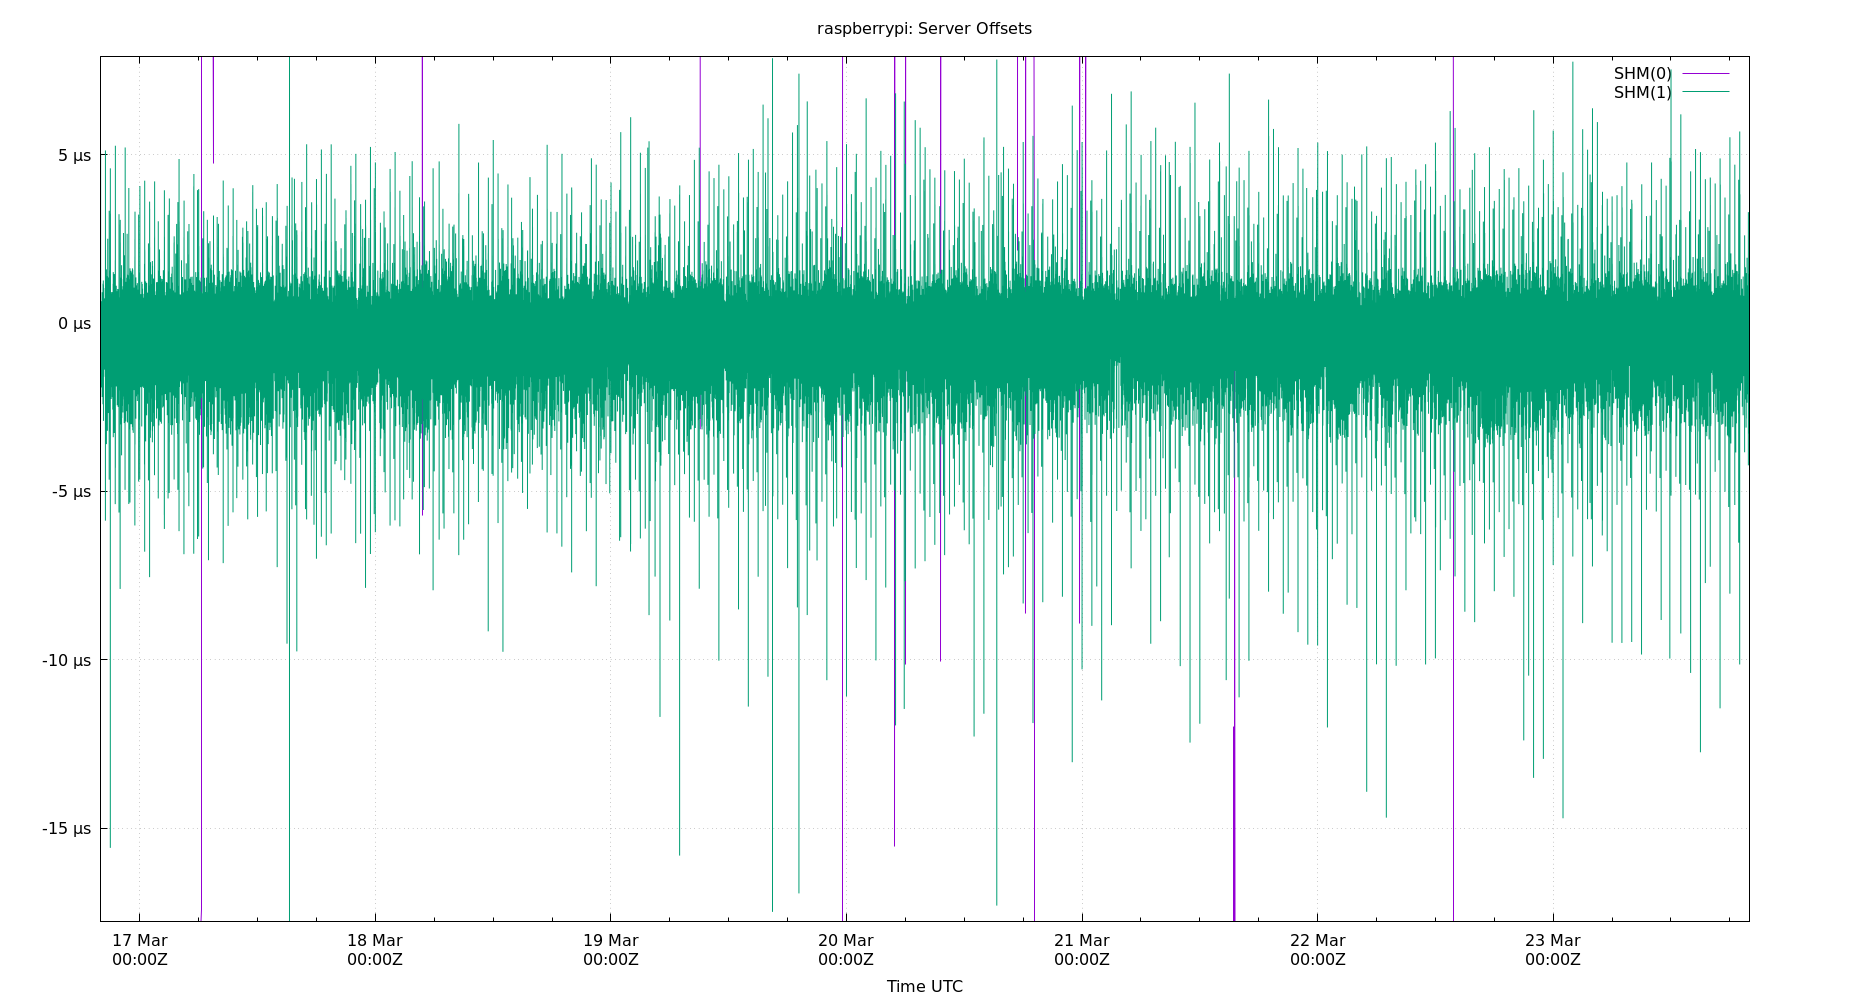 raspberrypi: Server Offsets
SHM(0)
SHM(1)
5 µs
0 µs
-5 µs
-10 µs
-15 µs
17 Mar
00:00Z
18 Mar
00:00Z
19 Mar
00:00Z
20 Mar
00:00Z
21 Mar
00:00Z
22 Mar
00:00Z
23 Mar
00:00Z
Time UTC